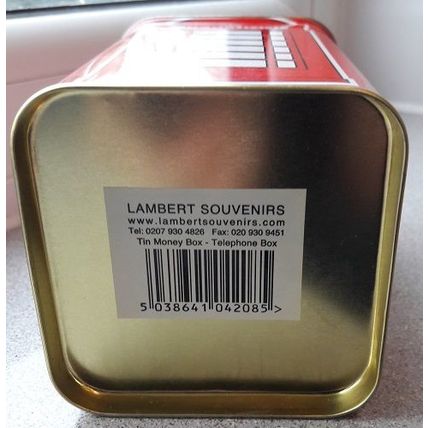 LAMBERT SOUVENIRS
www.lambertsouvenirs.com
Tel: 0207 930 4826 Fax: 020 930 9451
Tin Money Box - Telephone Box
5 038641 042085 >